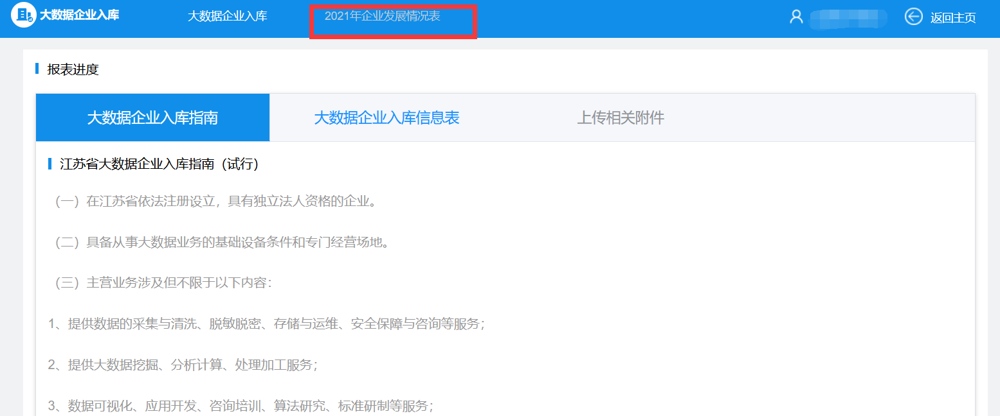 大数据企业入库 大数据企业入库 2021年企业发展情况表 返回主页
报表进度
大数据企业入库指南 大数据企业入库信息表 上传相关附件
江苏省大数据企业入库指南（试行）
（一）在江苏省依法注册设立，具有独立法人资格的企业。
（二）具备从事大数据业务的基础设备条件和专门经营场地。
（三）主营业务涉及但不限于以下内容：
1、提供数据的采集与清洗、脱敏脱密、存储与运维、安全保障与咨询等服务；
2、提供大数据挖掘、分析计算、处理加工服务；
3、数据可视化、应用开发、咨询培训、算法研究、标准研制等服务；